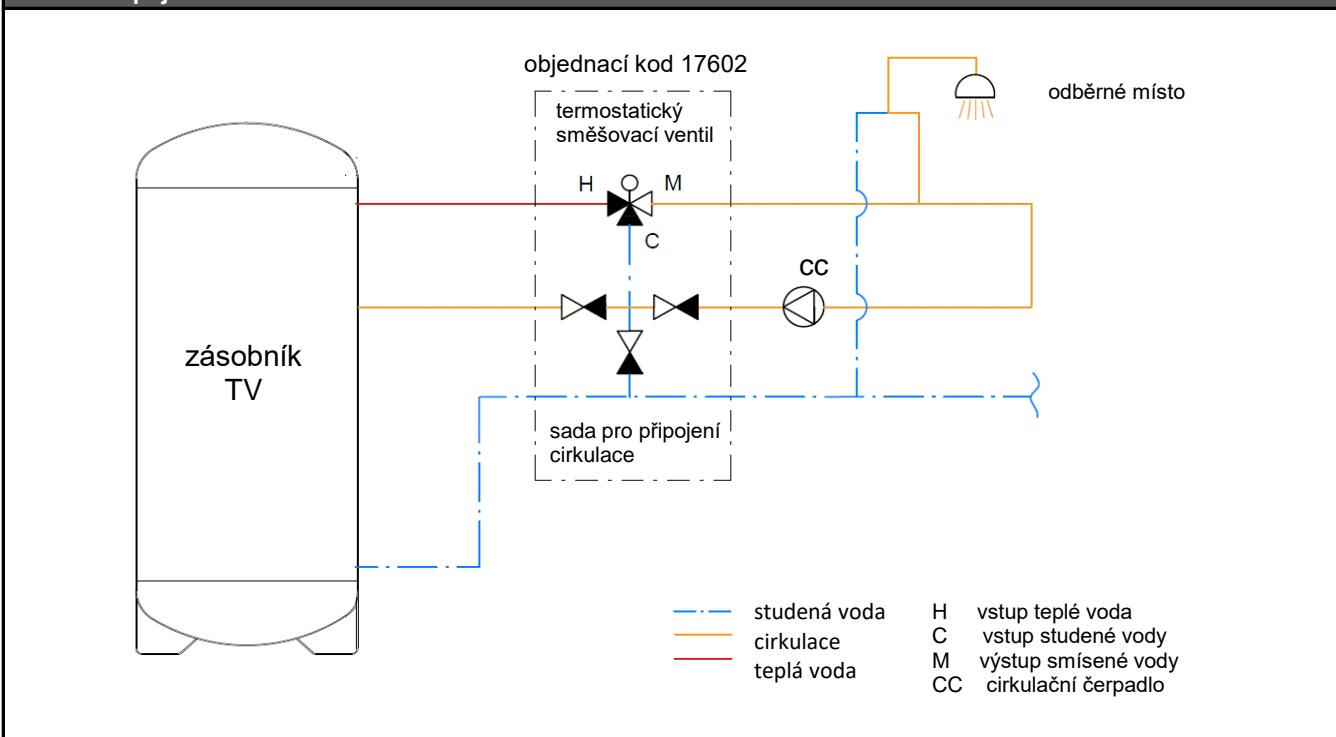 objednací kod 17602
termostatický
směšovací ventil
odběrné místo
H
M
C
CC
zásobník
TV
sada pro připojení
cirkulace
studená voda
cirkulace
teplá voda
H vstup teplé voda
C vstup studené vody
M výstup smísené vody
CC cirkulační čerpadlo